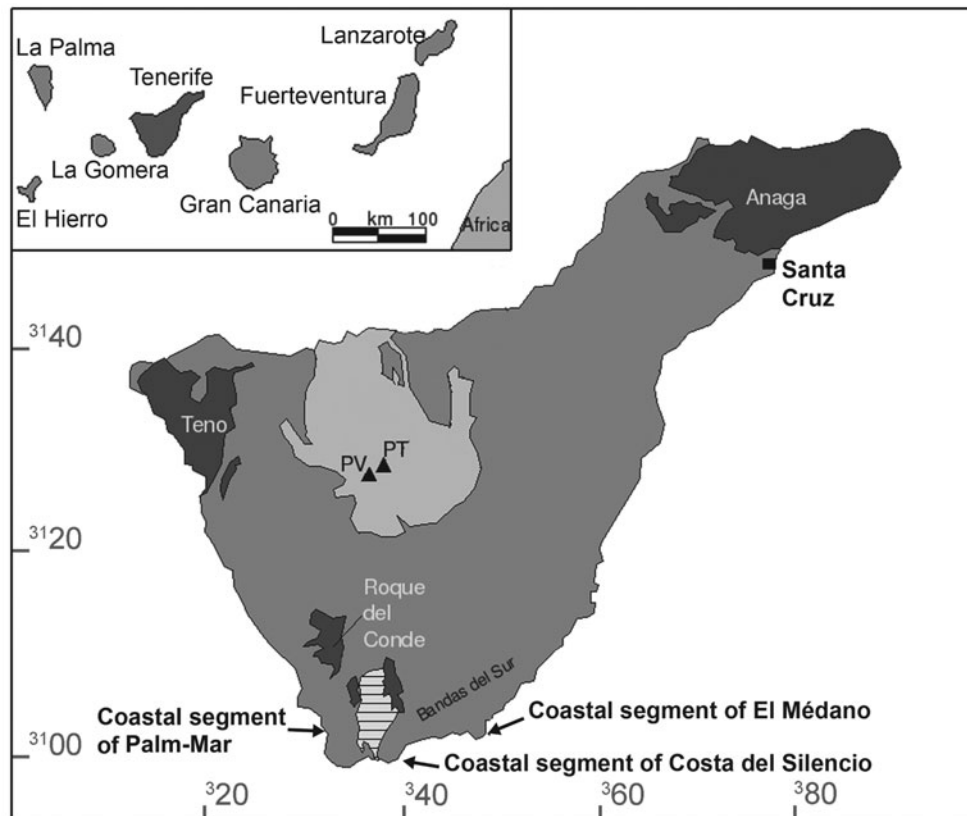 Lanzarote
La Palma
Tenerife
Fuerteventura
La Gomera
El Hierro
Gran Canaria
0 km 100
Africa
Anaga
Santa
Cruz
3140
Teno
PV
PT
3120
Roque
del
Conde
Bandas del Sur
Coastal segment
of Palm-Mar
Coastal segment of El Médano
3100
Coastal segment of Costa del Silencio
320
340
360
380